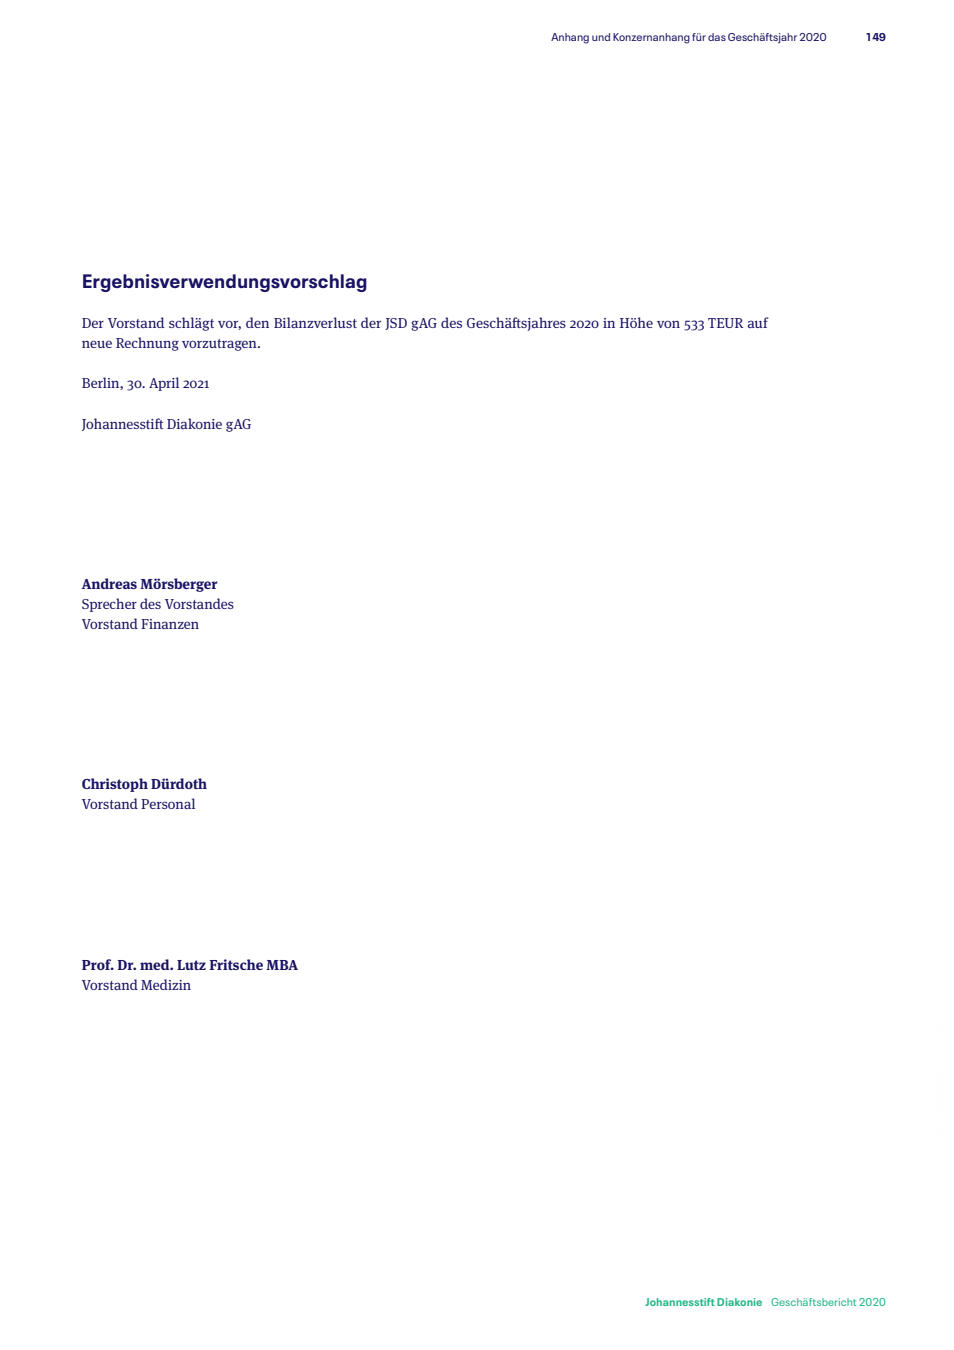 Anhang und Konzernanhang für das Geschäftsjahr 2020 149
Ergebnisverwendungsvorschlag
Der Vorstand schlägt vor, den Bilanzverlust der JSD gAG des Geschäftsjahres 2020 in Höhe von 533 TEUR auf
neue Rechnung vorzutragen.
Berlin, 30. April 2021
Johannesstift Diakonie gAG
Andreas Mörsberger
Sprecher des Vorstandes
Vorstand Finanzen
Christoph Dürdoth
Vorstand Personal
Prof. Dr. med. Lutz Fritsche MBA
Vorstand Medizin
Johannesstift Diakonie Geschäftsbericht 2020